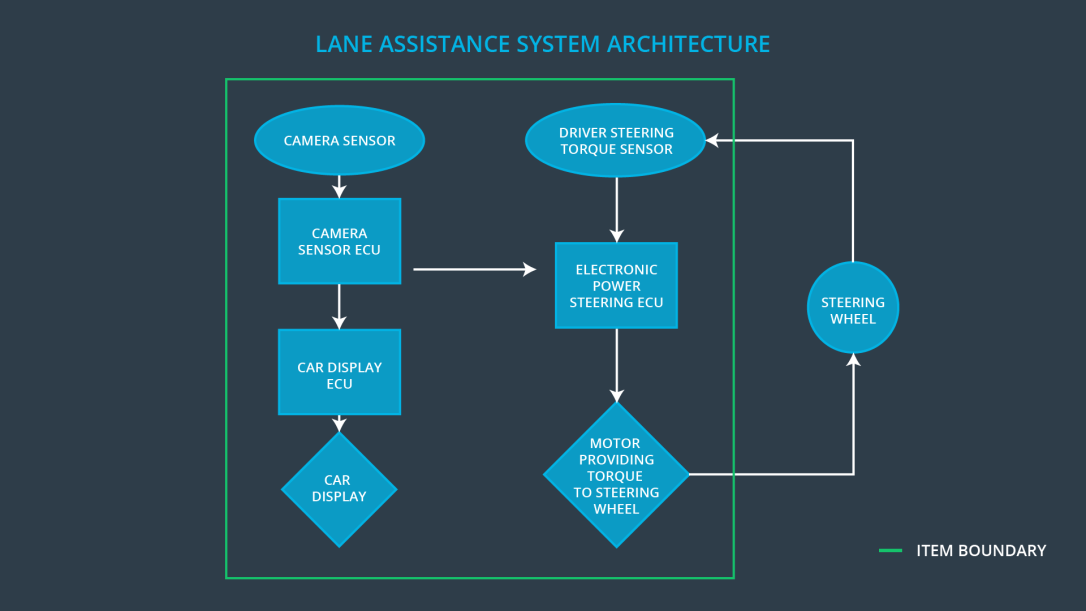 LANE ASSISTANCE SYSTEM ARCHITECTURE
CAMERA SENSOR
DRIVER STEERING
TORQUE SENSOR
CAMERA
SENSOR ECU
ELECTRONIC
POWER
STEERING ECU
STEERING
WHEEL
CAR DISPLAY
ECU
CAR
DISPLAY
MOTOR
PROVIDING
TORQUE
TO STEERING
WHEEL
ITEM BOUNDARY